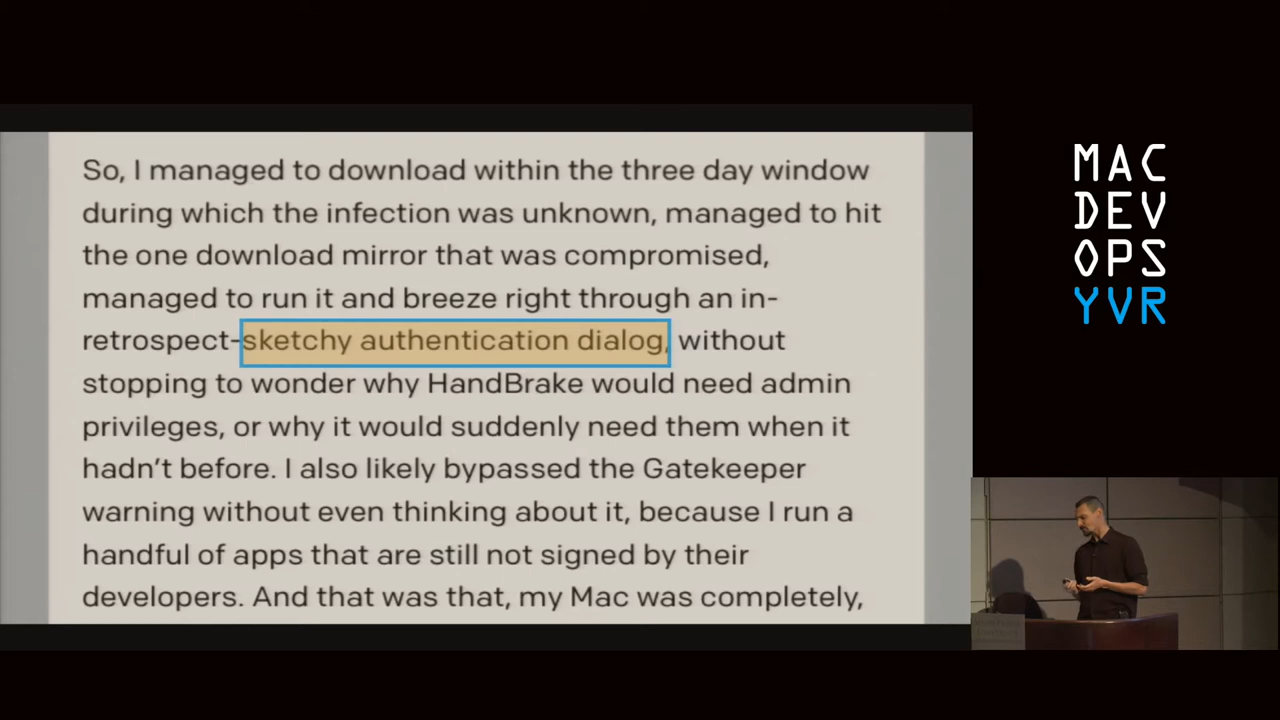 So, I managed to download within the three day window
during which the infection was unknown, managed to hit
the one download mirror that was compromised,
managed to run it and breeze right through an in-
retrospect-sketchy authentication dialog, without
stopping to wonder why HandBrake would need admin
privileges, or why it would suddenly need them when it
hadn't before. I also likely bypassed the Gatekeeper
warning without even thinking about it, because I run a
handful of apps that are still not signed by their
developers. And that was that, my Mac was completely,
MAC
DEV
OPS
YVR